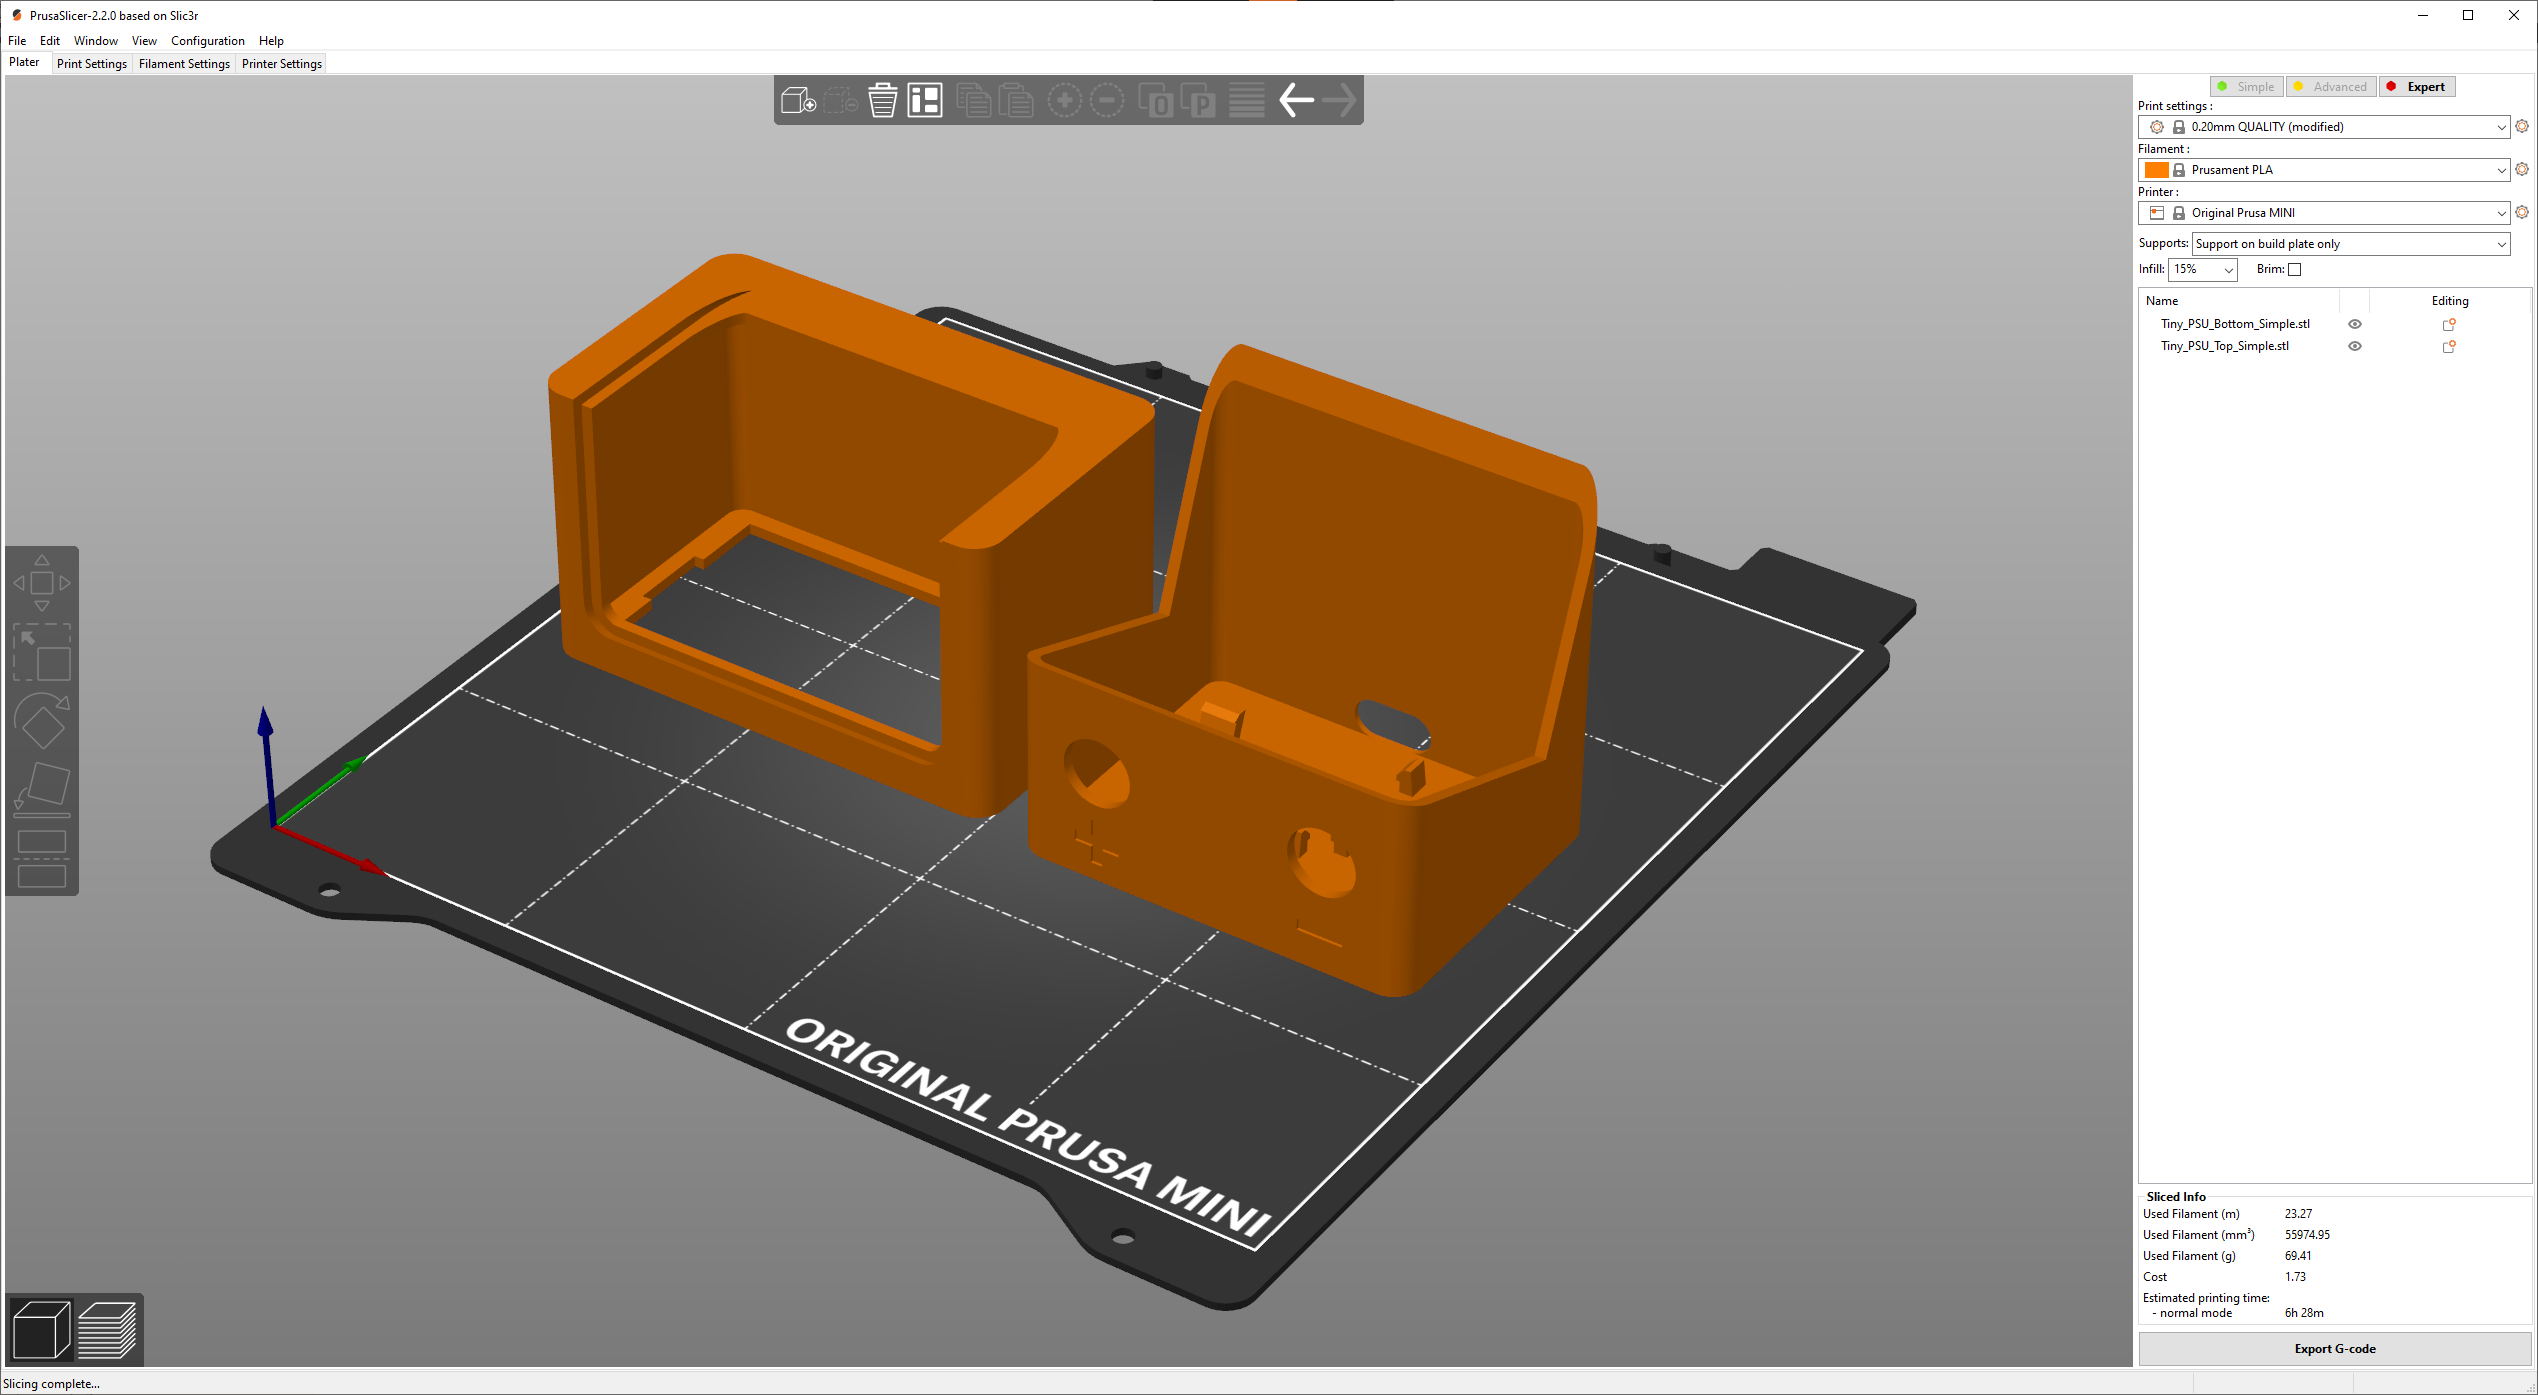 PrusaSlicer-2.2.0 based on Slic3r
File Edit Window View Configuration Help
Plater Print Settings Filament Settings Printer Settings
Simple Advanced Expert
Print settings :
0.20mm QUALITY (modified)
Filament :
Prusament PLA
Printer :
Original Prusa MINI
Supports: Support on build plate only
Infill: 15% Brim:
Name Editing
Tiny_PSU_Bottom_Simple.stl
Tiny_PSU_Top_Simple.stl
ORIGINAL PRUSA MINI
Sliced Info
Used Filament (m) 23.27
Used Filament (mm³) 55974.95
Used Filament (g) 69.41
Cost 1.73
Estimated printing time:
- normal mode 6h 28m
Export G-code
Slicing complete...